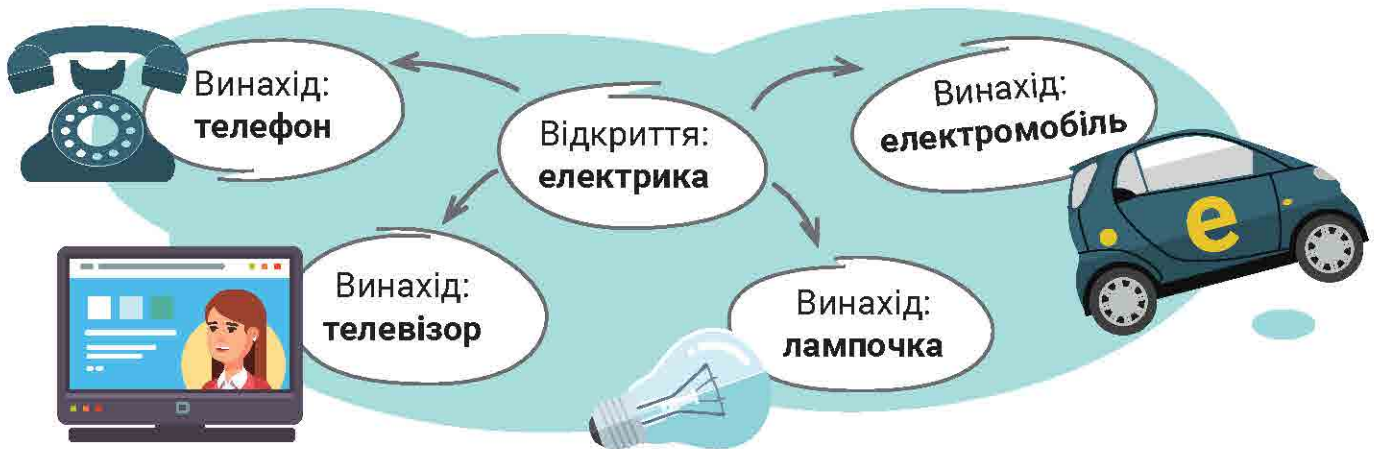 Винахід:
телефон
Відкриття:
електрика
Винахід:
електромобіль
Винахід:
телевізор
Винахід:
лампочка
e